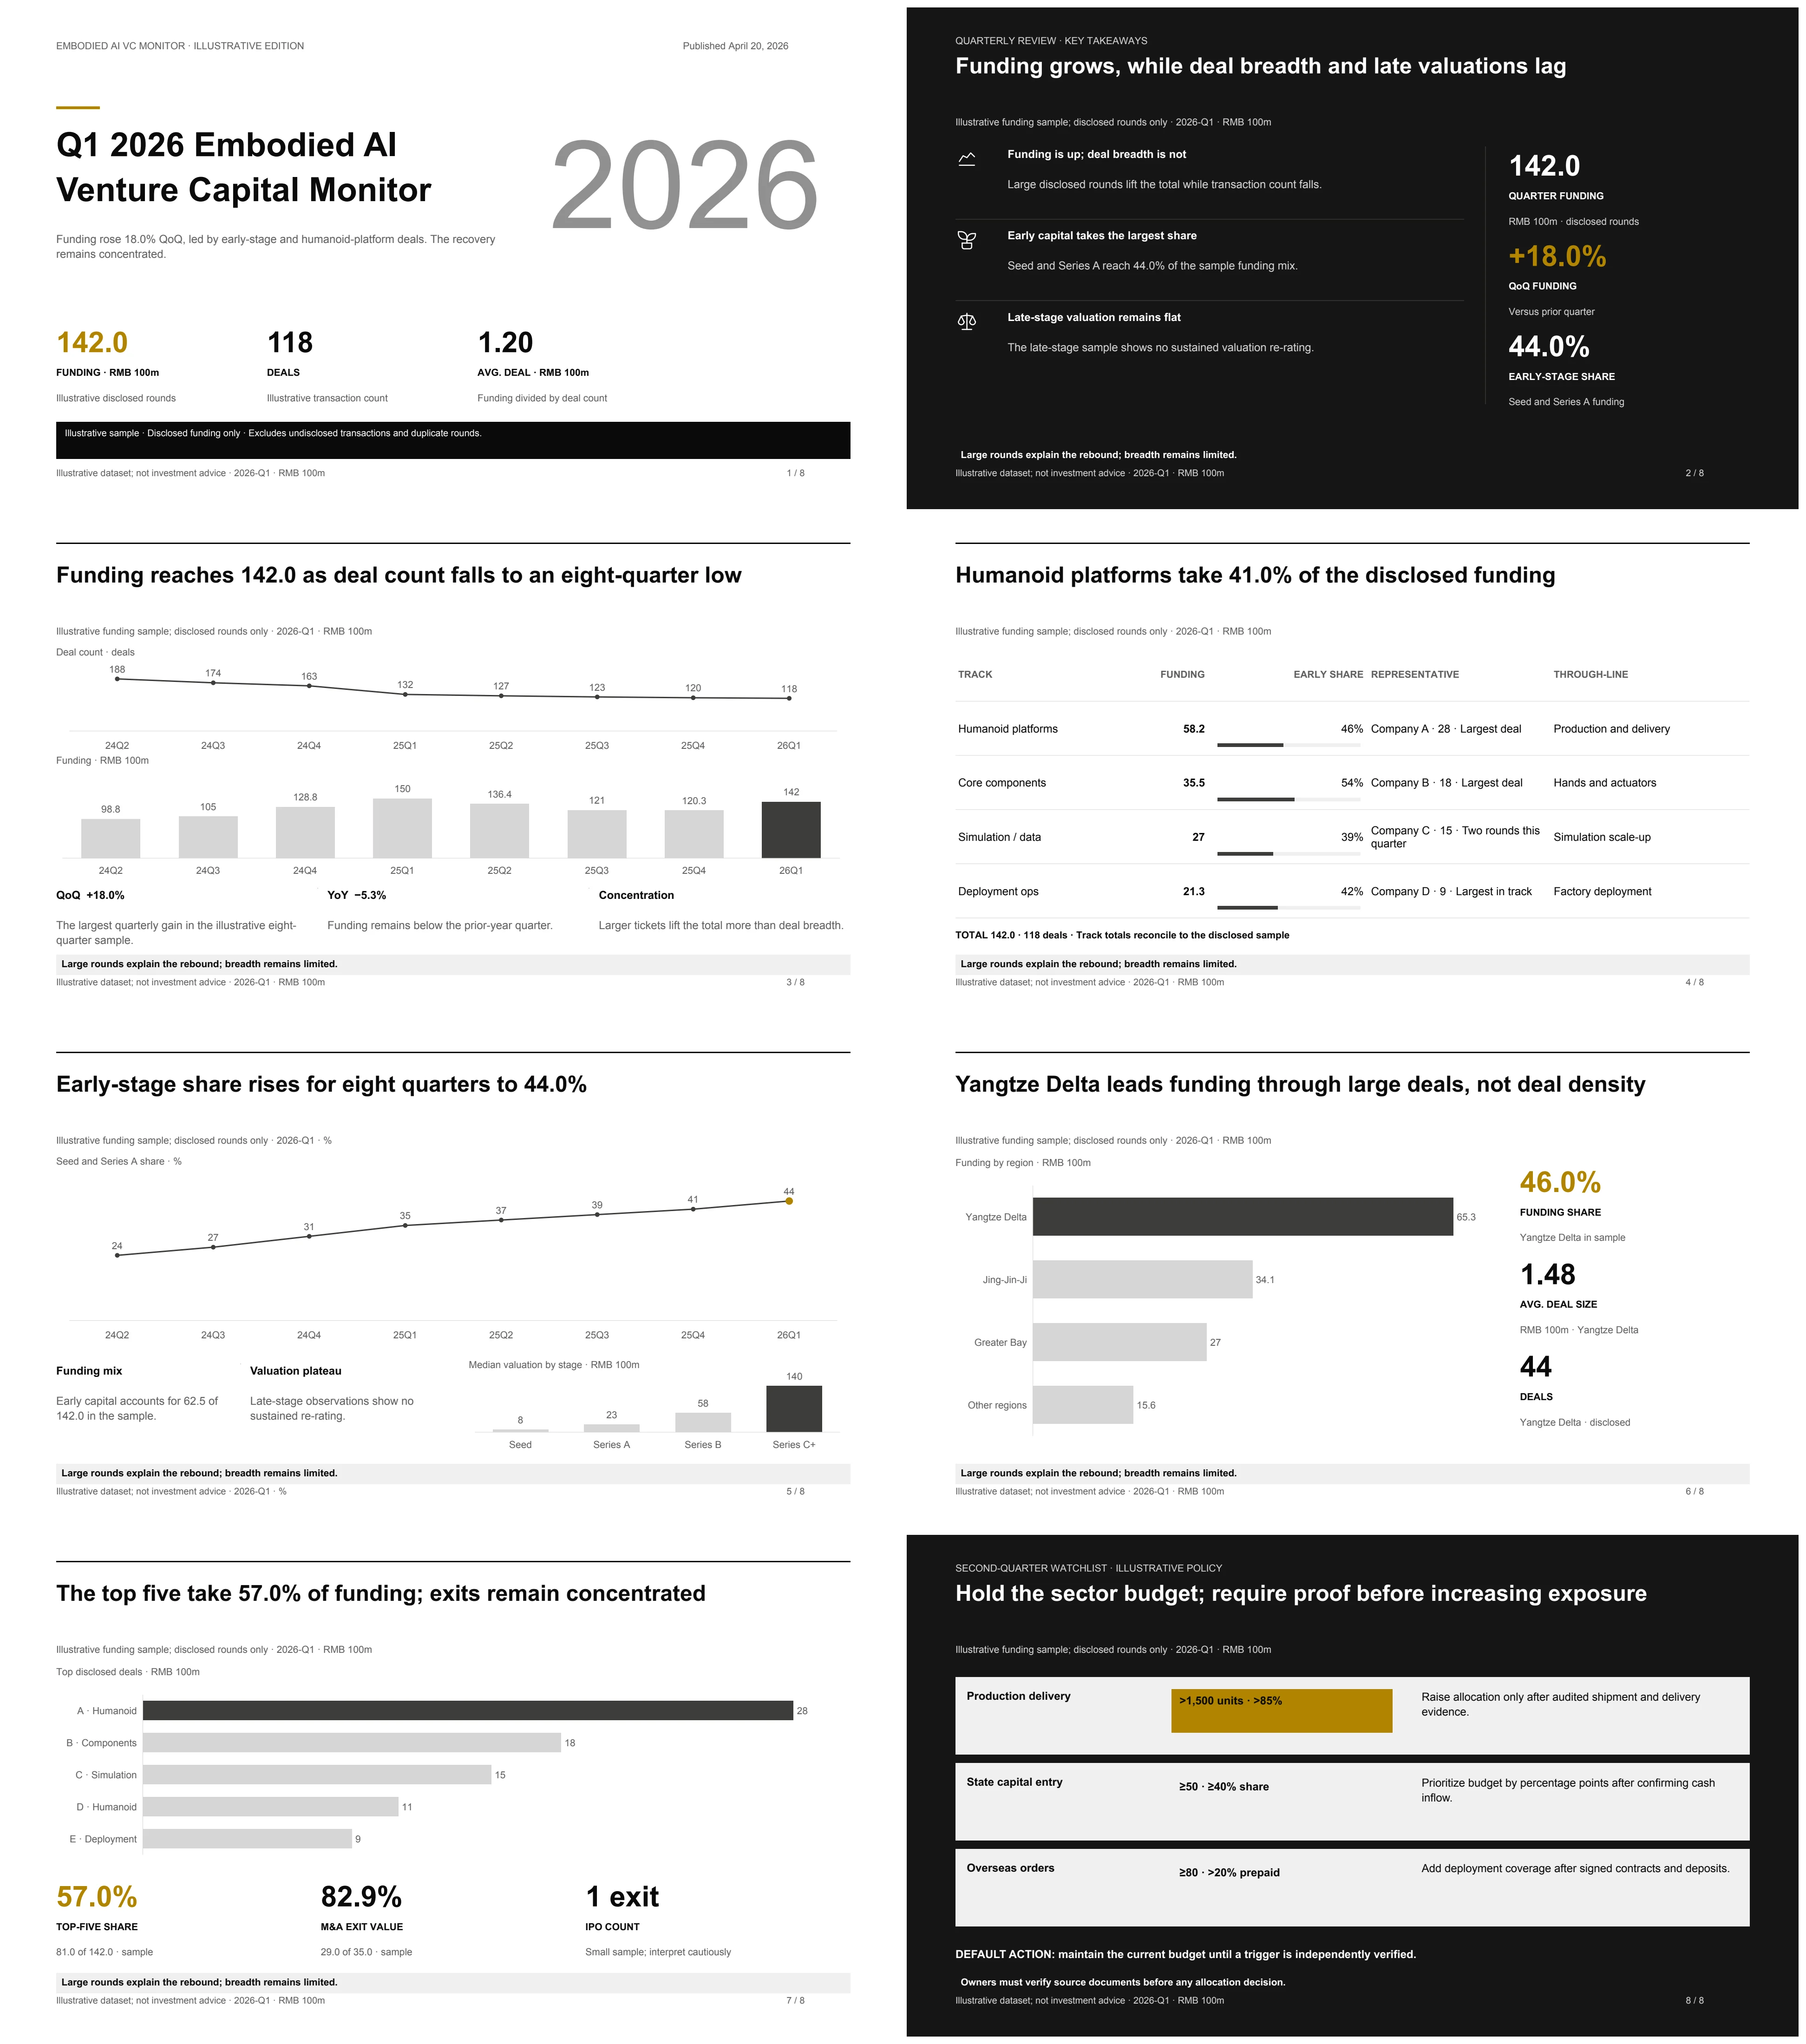 EMBODIED AI VC MONITOR · ILLUSTRATIVE EDITION
Published April 20, 2026
Q1 2026 Embodied AI
Venture Capital Monitor
2026
Funding rose 18.0% QoQ, led by early-stage and humanoid-platform deals. The recovery
remains concentrated.
142.0
FUNDING · RMB 100m
Illustrative disclosed rounds
118
DEALS
Illustrative transaction count
1.20
AVG. DEAL · RMB 100m
Funding divided by deal count
Illustrative sample · Disclosed funding only · Excludes undisclosed transactions and duplicate rounds.
Illustrative dataset; not investment advice · 2026-Q1 · RMB 100m
1 / 8
QUARTERLY REVIEW · KEY TAKEAWAYS
Funding grows, while deal breadth and late valuations lag
Illustrative funding sample; disclosed rounds only · 2026-Q1 · RMB 100m
Funding is up; deal breadth is not
Large disclosed rounds lift the total while transaction count falls.
Early capital takes the largest share
Seed and Series A reach 44.0% of the sample funding mix.
Late-stage valuation remains flat
The late-stage sample shows no sustained valuation re-rating.
142.0
QUARTER FUNDING
RMB 100m · disclosed rounds
+18.0%
QoQ FUNDING
Versus prior quarter
44.0%
EARLY-STAGE SHARE
Seed and Series A funding
Large rounds explain the rebound; breadth remains limited.
Illustrative dataset; not investment advice · 2026-Q1 · RMB 100m
2 / 8
Funding reaches 142.0 as deal count falls to an eight-quarter low
Illustrative funding sample; disclosed rounds only · 2026-Q1 · RMB 100m
Deal count · deals
188 174 163 132 127 123 120 118
24Q2 24Q3 24Q4 25Q1 25Q2 25Q3 25Q4 26Q1
Funding · RMB 100m
98.8 105 128.8 150 136.4 121 120.3 142
24Q2 24Q3 24Q4 25Q1 25Q2 25Q3 25Q4 26Q1
QoQ +18.0%
The largest quarterly gain in the illustrative eight-
quarter sample.
YoY −5.3%
Funding remains below the prior-year quarter.
Concentration
Larger tickets lift the total more than deal breadth.
Large rounds explain the rebound; breadth remains limited.
Illustrative dataset; not investment advice · 2026-Q1 · RMB 100m
3 / 8
Humanoid platforms take 41.0% of the disclosed funding
Illustrative funding sample; disclosed rounds only · 2026-Q1 · RMB 100m
TRACK FUNDING EARLY SHARE REPRESENTATIVE THROUGH-LINE
Humanoid platforms 58.2 46% Company A · 28 · Largest deal Production and delivery
Core components 35.5 54% Company B · 18 · Largest deal Hands and actuators
Simulation / data 27 39% Company C · 15 · Two rounds this
quarter
Simulation scale-up
Deployment ops 21.3 42% Company D · 9 · Largest in track Factory deployment
TOTAL 142.0 · 118 deals · Track totals reconcile to the disclosed sample
Large rounds explain the rebound; breadth remains limited.
Illustrative dataset; not investment advice · 2026-Q1 · RMB 100m
4 / 8
Early-stage share rises for eight quarters to 44.0%
Illustrative funding sample; disclosed rounds only · 2026-Q1 · %
Seed and Series A share · %
24 27 31 35 37 39 41 44
24Q2 24Q3 24Q4 25Q1 25Q2 25Q3 25Q4 26Q1
Funding mix
Early capital accounts for 62.5 of
142.0 in the sample.
Valuation plateau
Late-stage observations show no
sustained re-rating.
Median valuation by stage · RMB 100m
8 23 58 140
Seed Series A Series B Series C+
Large rounds explain the rebound; breadth remains limited.
Illustrative dataset; not investment advice · 2026-Q1 · %
5 / 8
Yangtze Delta leads funding through large deals, not deal density
Illustrative funding sample; disclosed rounds only · 2026-Q1 · RMB 100m
Funding by region · RMB 100m
Yangtze Delta 65.3
Jing-Jin-Ji 34.1
Greater Bay 27
Other regions 15.6
46.0%
FUNDING SHARE
Yangtze Delta in sample
1.48
AVG. DEAL SIZE
RMB 100m · Yangtze Delta
44
DEALS
Yangtze Delta · disclosed
Large rounds explain the rebound; breadth remains limited.
Illustrative dataset; not investment advice · 2026-Q1 · RMB 100m
6 / 8
The top five take 57.0% of funding; exits remain concentrated
Illustrative funding sample; disclosed rounds only · 2026-Q1 · RMB 100m
Top disclosed deals · RMB 100m
A · Humanoid 28
B · Components 18
C · Simulation 15
D · Humanoid 11
E · Deployment 9
57.0%
TOP-FIVE SHARE
81.0 of 142.0 · sample
82.9%
M&A EXIT VALUE
29.0 of 35.0 · sample
1 exit
IPO COUNT
Small sample; interpret cautiously
Large rounds explain the rebound; breadth remains limited.
Illustrative dataset; not investment advice · 2026-Q1 · RMB 100m
7 / 8
SECOND-QUARTER WATCHLIST · ILLUSTRATIVE POLICY
Hold the sector budget; require proof before increasing exposure
Illustrative funding sample; disclosed rounds only · 2026-Q1 · RMB 100m
Production delivery
>1,500 units · >85%
Raise allocation only after audited shipment and delivery
evidence.
State capital entry
≥50 · ≥40% share
Prioritize budget by percentage points after confirming cash
inflow.
Overseas orders
≥80 · >20% prepaid
Add deployment coverage after signed contracts and deposits.
DEFAULT ACTION: maintain the current budget until a trigger is independently verified.
Owners must verify source documents before any allocation decision.
Illustrative dataset; not investment advice · 2026-Q1 · RMB 100m
8 / 8